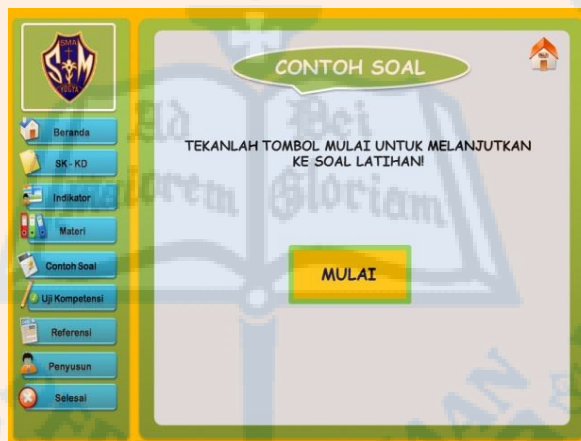 SMA
YOGYA
CONTOH SOAL
Beranda
SK - KD
Indikator
Materi
Contoh Soal
Uji Kompetensi
Referensi
Penyusun
Selesai
TEKANLAH TOMBOL MULAI UNTUK MELANJUTKAN
KE SOAL LATIHAN!
MULAI
Ad
Dei
Gloriam